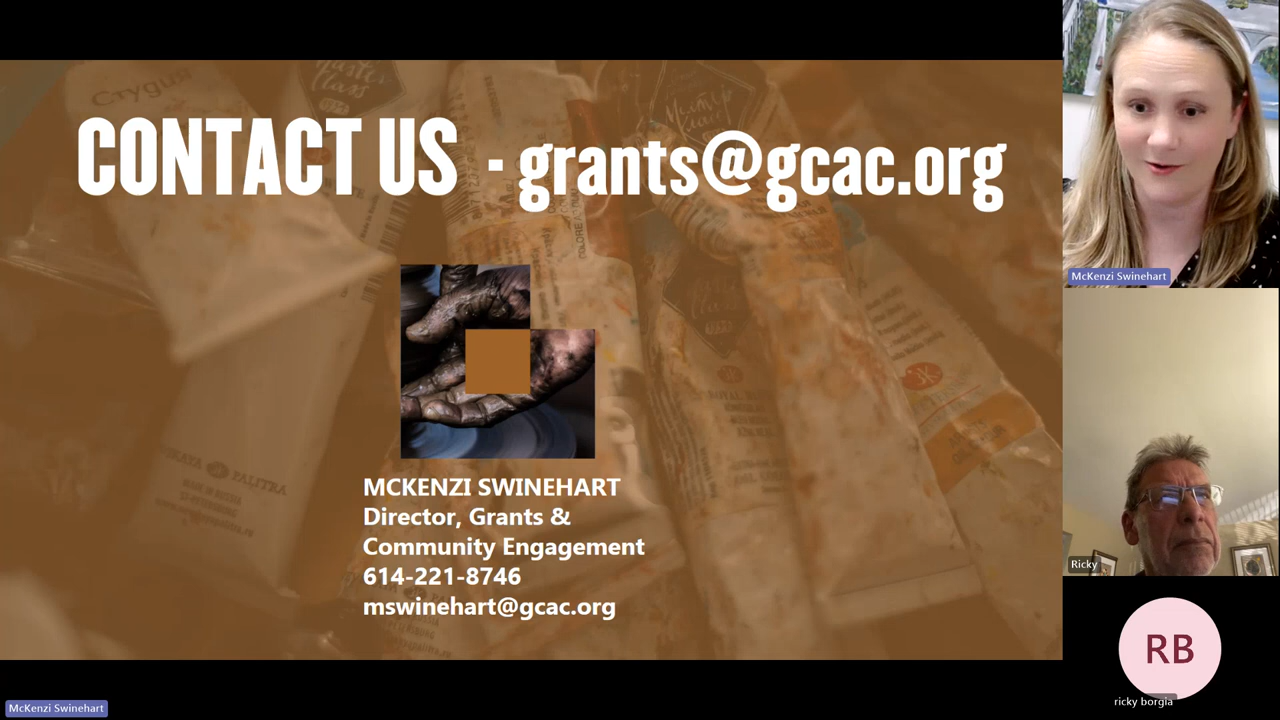 CONTACT US - grants@gcac.org
MCKENZI SWINEHART
Director, Grants &
Community Engagement
614-221-8746
mswinehart@gcac.org
McKenzi Swinehart
McKenzi Swinehart
Ricky
RB
ricky borgia